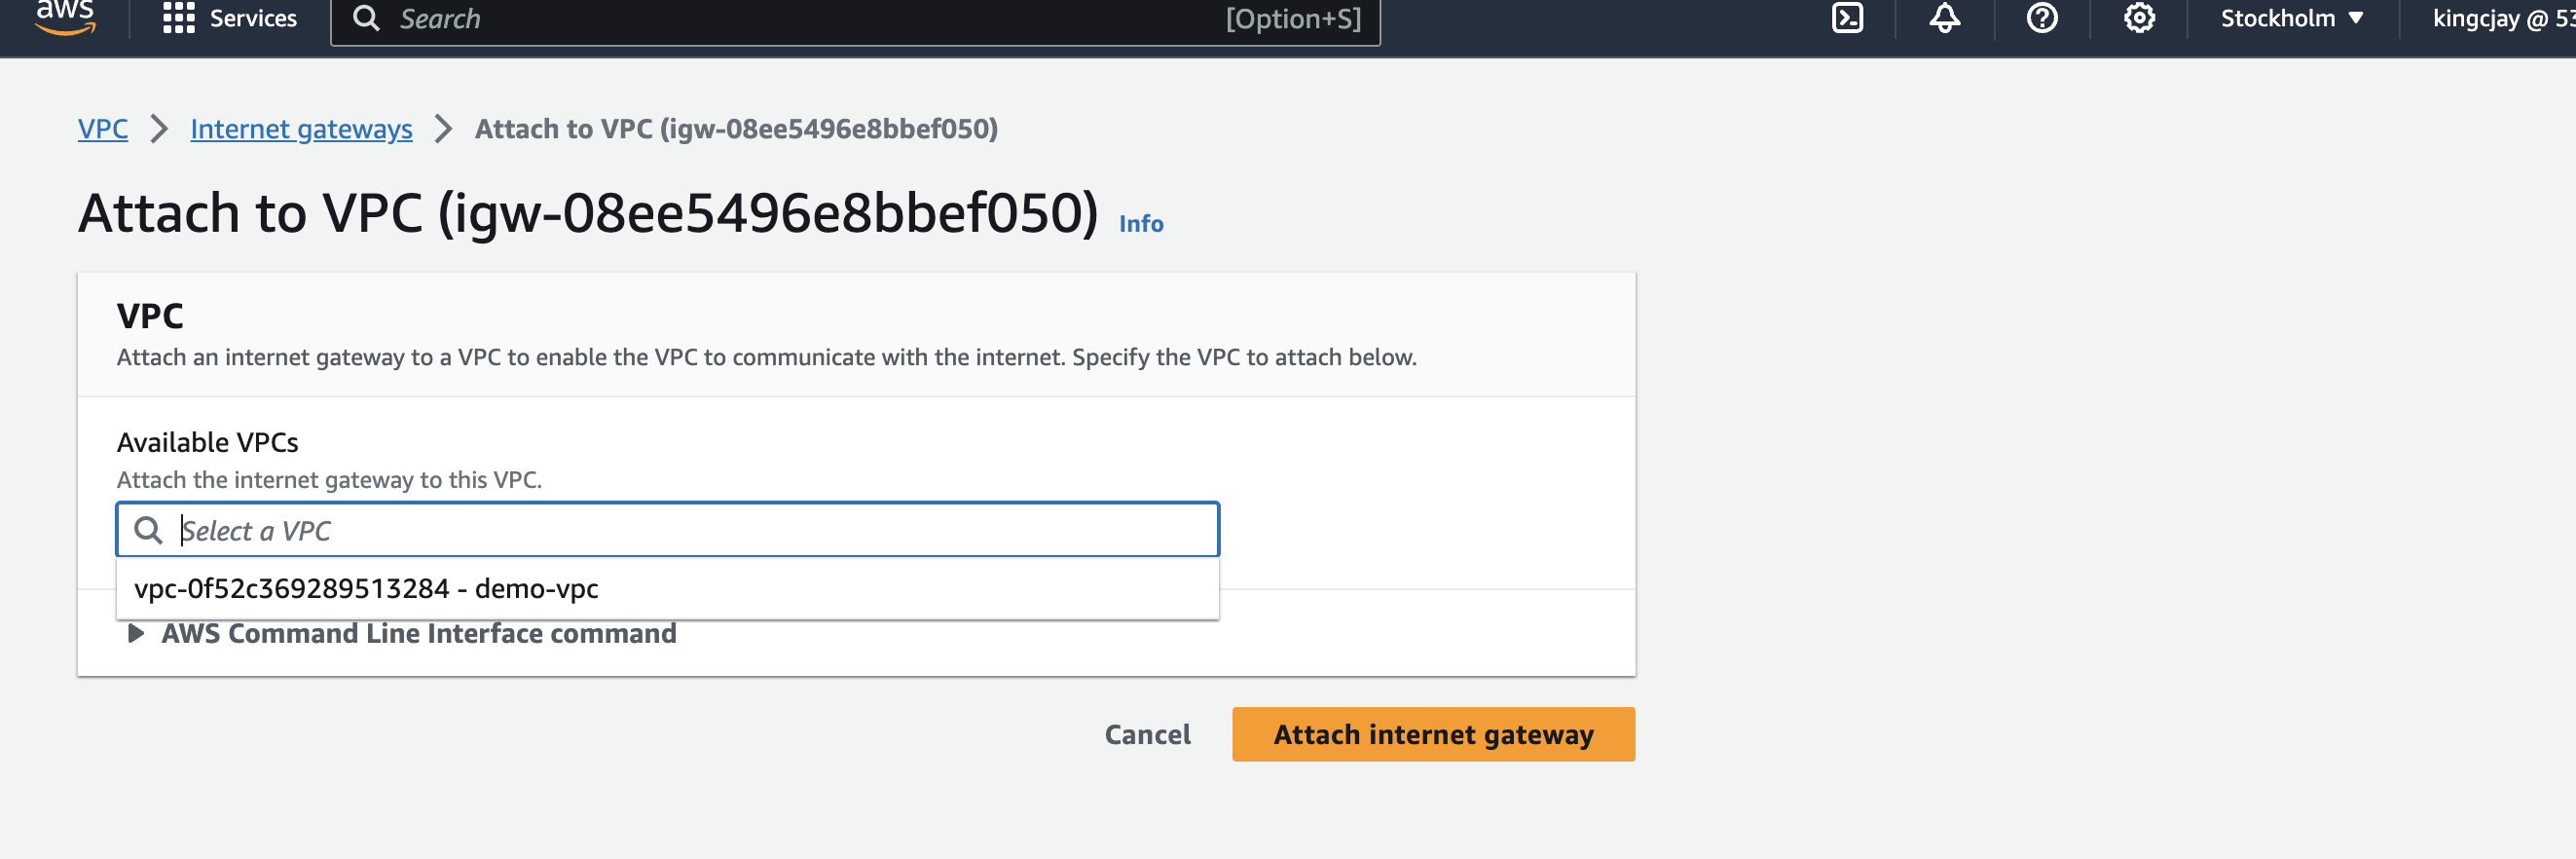 aws
Services
Search
[Option+S]
Stockholm
kingcjay @ 53
VPC > Internet gateways > Attach to VPC (igw-08ee5496e8bbef050)
Attach to VPC (igw-08ee5496e8bbef050) Info
VPC
Attach an internet gateway to a VPC to enable the VPC to communicate with the internet. Specify the VPC to attach below.
Available VPCs
Attach the internet gateway to this VPC.
Select a VPC
vpc-0f52c369289513284 - demo-vpc
AWS Command Line Interface command
Cancel
Attach internet gateway